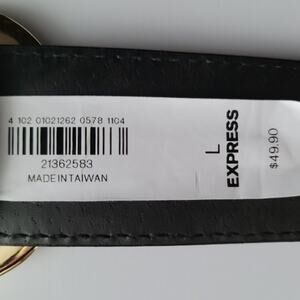 4 102 01021262 0578 1104
21362583
MADE IN TAIWAN
L
EXPRESS
$49.90